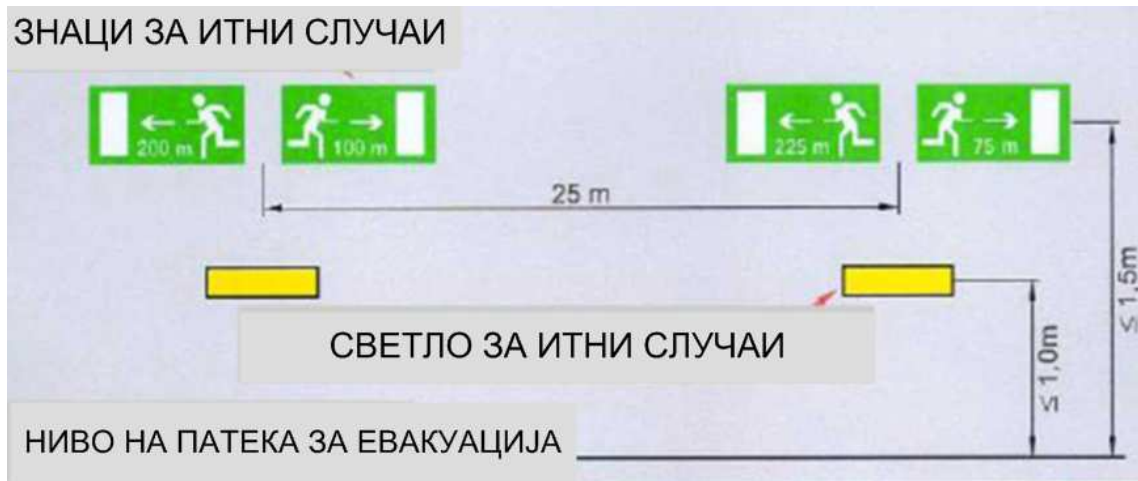 ЗНАЦИ ЗА ИТНИ СЛУЧАИ
200 m
100 m
225 m
75 m
25 m
СВЕТЛО ЗА ИТНИ СЛУЧАИ
≤ 1,0m
≤ 1,5m
НИВО НА ПАТЕКА ЗА ЕВАКУАЦИЈА